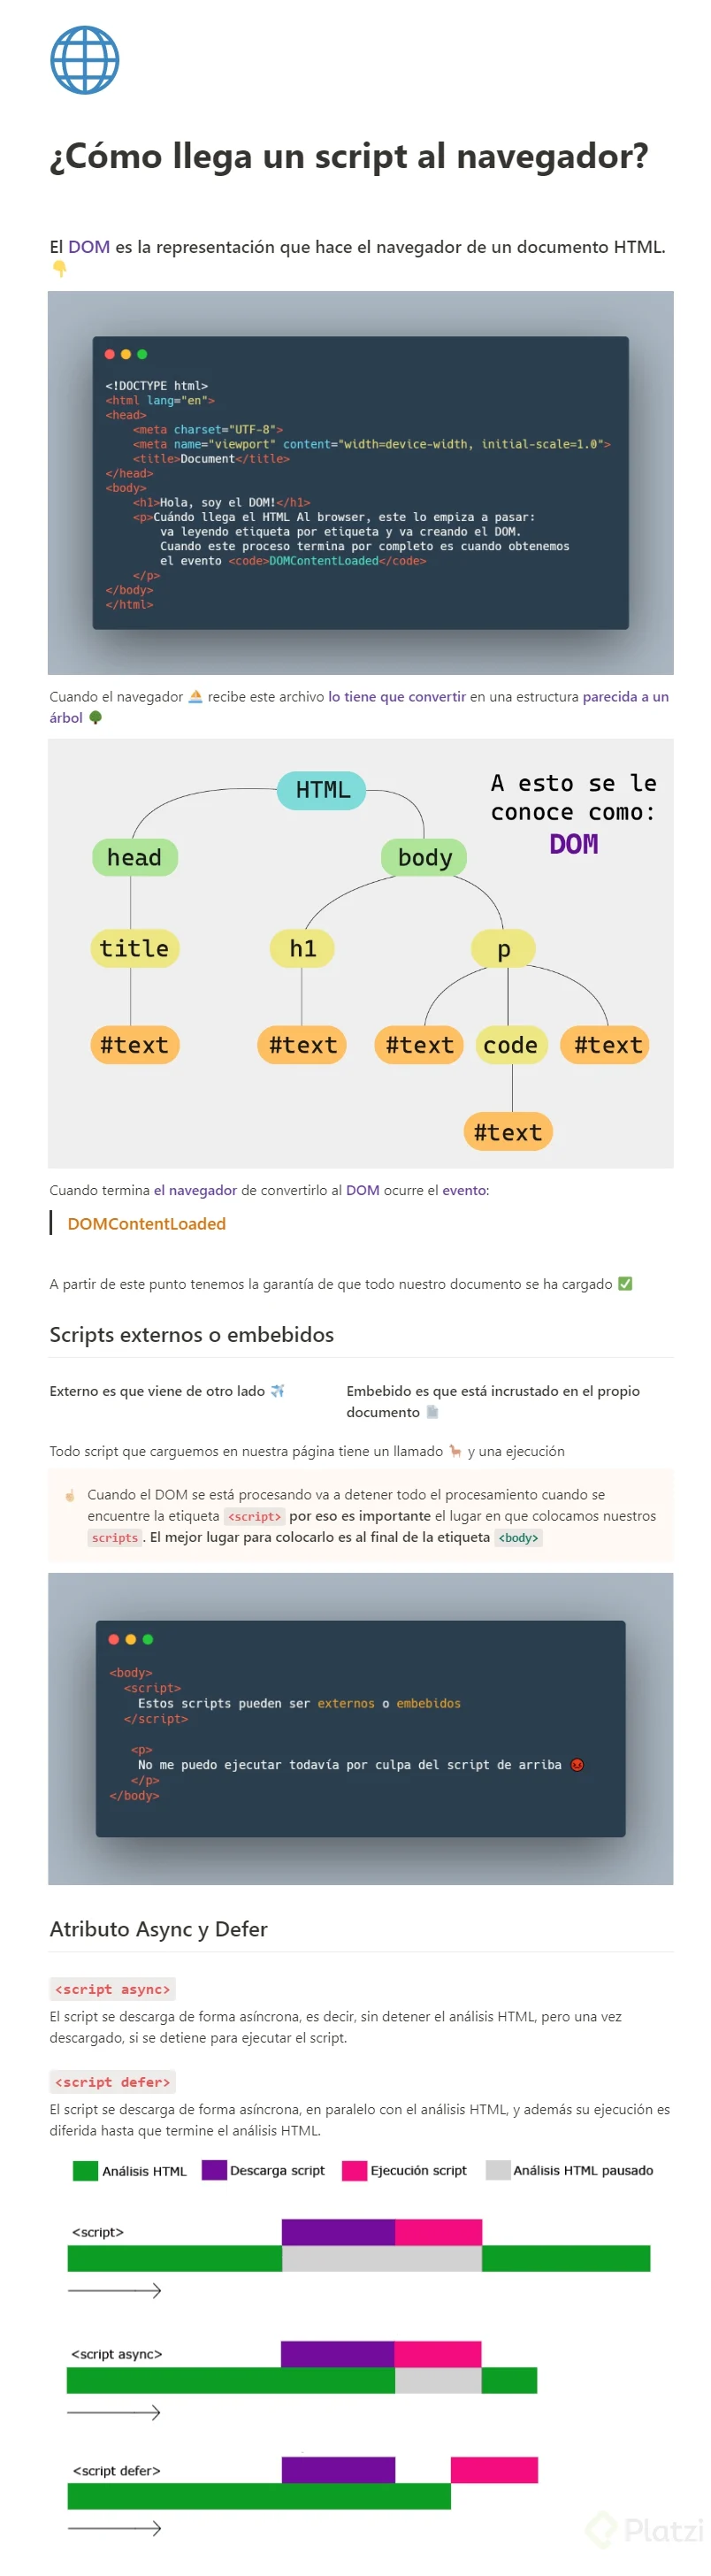 ¿Cómo llega un script al navegador?
El DOM es la representación que hace el navegador de un documento HTML.
👇
<!DOCTYPE html>
<html lang="en">
<head>
    <meta charset="UTF-8">
    <meta name="viewport" content="width=device-width, initial-scale=1.0">
    <title>Document</title>
</head>
<body>
    <h1>Hola, soy el DOM!</h1>
    <p>Cuándo llega el HTML Al browser, este lo empiza a pasar:
        va leyendo etiqueta por etiqueta y va creando el DOM.
        Cuando este proceso termina por completo es cuando obtenemos
        el evento <code>DOMContentLoaded</code>
    </p>
</body>
</html>
Cuando el navegador ⛵ recibe este archivo lo tiene que convertir en una estructura parecida a un
árbol 🌳
HTML
A esto se le
conoce como:
DOM
head
body
title
h1
p
#text
#text
#text
code
#text
#text
Cuando termina el navegador de convertirlo al DOM ocurre el evento:
DOMContentLoaded
A partir de este punto tenemos la garantía de que todo nuestro documento se ha cargado ✅
Scripts externos o embebidos
Externo es que viene de otro lado ✈️
Embebido es que está incrustado en el propio
documento 📄
Todo script que carguemos en nuestra página tiene un llamado 🦙 y una ejecución
☝🏻 Cuando el DOM se está procesando va a detener todo el procesamiento cuando se
encuentre la etiqueta <script> por eso es importante el lugar en que colocamos nuestros
scripts. El mejor lugar para colocarlo es al final de la etiqueta <body>
<body>
  <script>
    Estos scripts pueden ser externos o embebidos
  </script>
   <p>
    No me puedo ejecutar todavía por culpa del script de arriba 😡
   </p>
</body>
Atributo Async y Defer
<script async>
El script se descarga de forma asíncrona, es decir, sin detener el análisis HTML, pero una vez
descargado, si se detiene para ejecutar el script.
<script defer>
El script se descarga de forma asíncrona, en paralelo con el análisis HTML, y además su ejecución es
diferida hasta que termine el análisis HTML.
Análisis HTML Descarga script Ejecución script Análisis HTML pausado
<script>
<script async>
<script defer>
Platzi